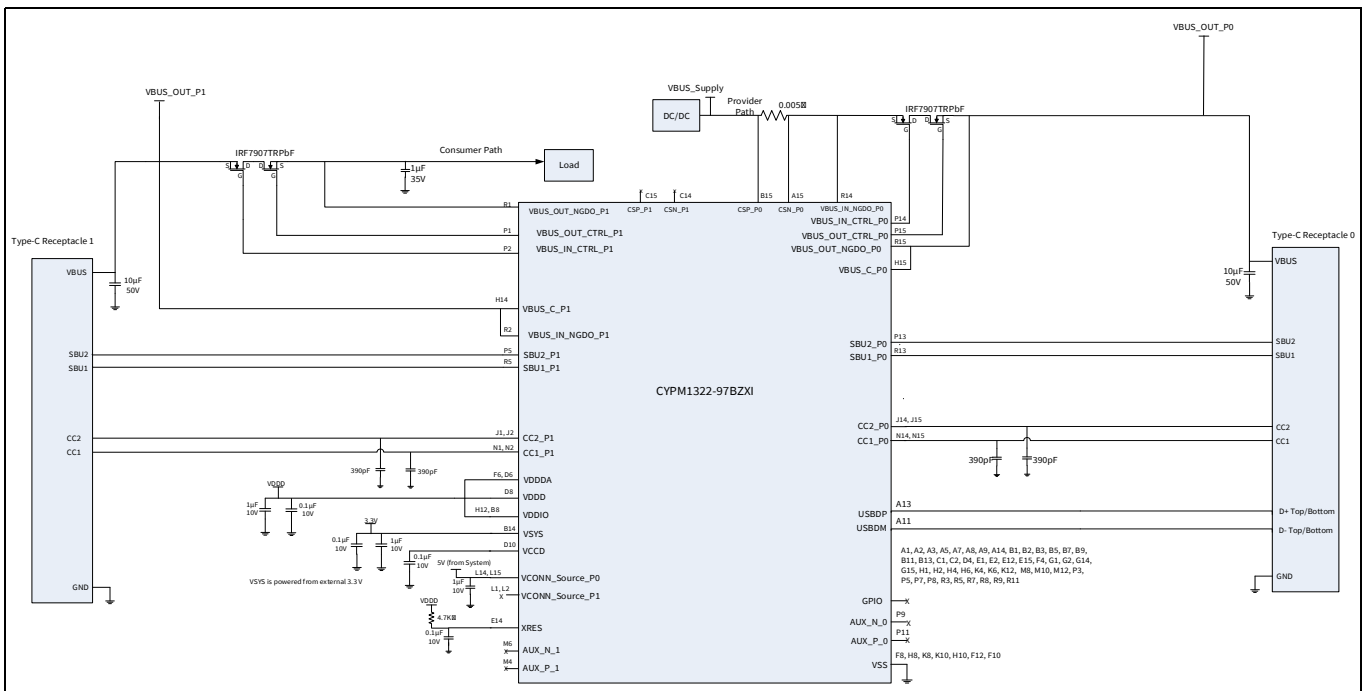 VBUS_OUT_P0
VBUS_OUT_P1
VBUS_Supply
DC/DC
Provider
Path
0.005
IRF7907TRPbF
S D D S
G G
IRF7907TRPbF
S D D S
G G
Consumer Path
1µF
35V
Load
C15
C14
B15
A15
R14
CSP_P1
CSN_P1
CSP_P0
CSN_P0
VBUS_IN_NGDO_P0
R1
VBUS_OUT_NGDO_P1
P1
VBUS_OUT_CTRL_P1
P2
VBUS_IN_CTRL_P1
VBUS_IN_CTRL_P0
P14
VBUS_OUT_CTRL_P0
P15
VBUS_OUT_NGDO_P0
R15
VBUS_C_P0
H15
Type-C Receptacle 1
VBUS
10µF
50V
Type-C Receptacle 0
VBUS
10µF
50V
H14
VBUS_C_P1
R2
VBUS_IN_NGDO_P1
SBU2
P5
SBU2_P1
SBU1
R5
SBU1_P1
SBU2_P0
P13
SBU2
SBU1_P0
R13
SBU1
CYPM1322-97BZXI
CC2
J1, J2
CC2_P1
CC1
N1, N2
CC1_P1
390pF
390pF
CC2_P0
J14, J15
CC2
CC1_P0
N14, N15
CC1
390pF
390pF
F6, D6
VDDDA
VDDD
D8
VDDD
1µF
10V
0.1µF
10V
H12, B8
VDDIO
3.3V
B14
VSYS
0.1µF
10V
1µF
10V
D10
VCCD
0.1µF
10V
VSYS is powered from external 3.3 V
5V (from System)
L14, L15
VCONN_Source_P0
1µF
10V
L1, L2
VCONN_Source_P1
VDDD
4.7K
E14
XRES
0.1µF
10V
M6
AUX_N_1
M4
AUX_P_1
GND
USBDP
A13
D+ Top/Bottom
USBDM
A11
D- Top/Bottom
A1, A2, A3, A5, A7, A8, A9, A14, B1, B2, B3, B5, B7, B9,
B11, B13, C1, C2, D4, E1, E2, E12, E15, F4, G1, G2, G14,
G15, H1, H2, H4, H6, K4, K6, K12, M8, M10, M12, P3,
P5, P7, P8, R3, R5, R7, R8, R9, R11
GND
GPIO
AUX_N_0
P9
AUX_P_0
P11
VSS
F8, H8, K8, K10, H10, F12, F10